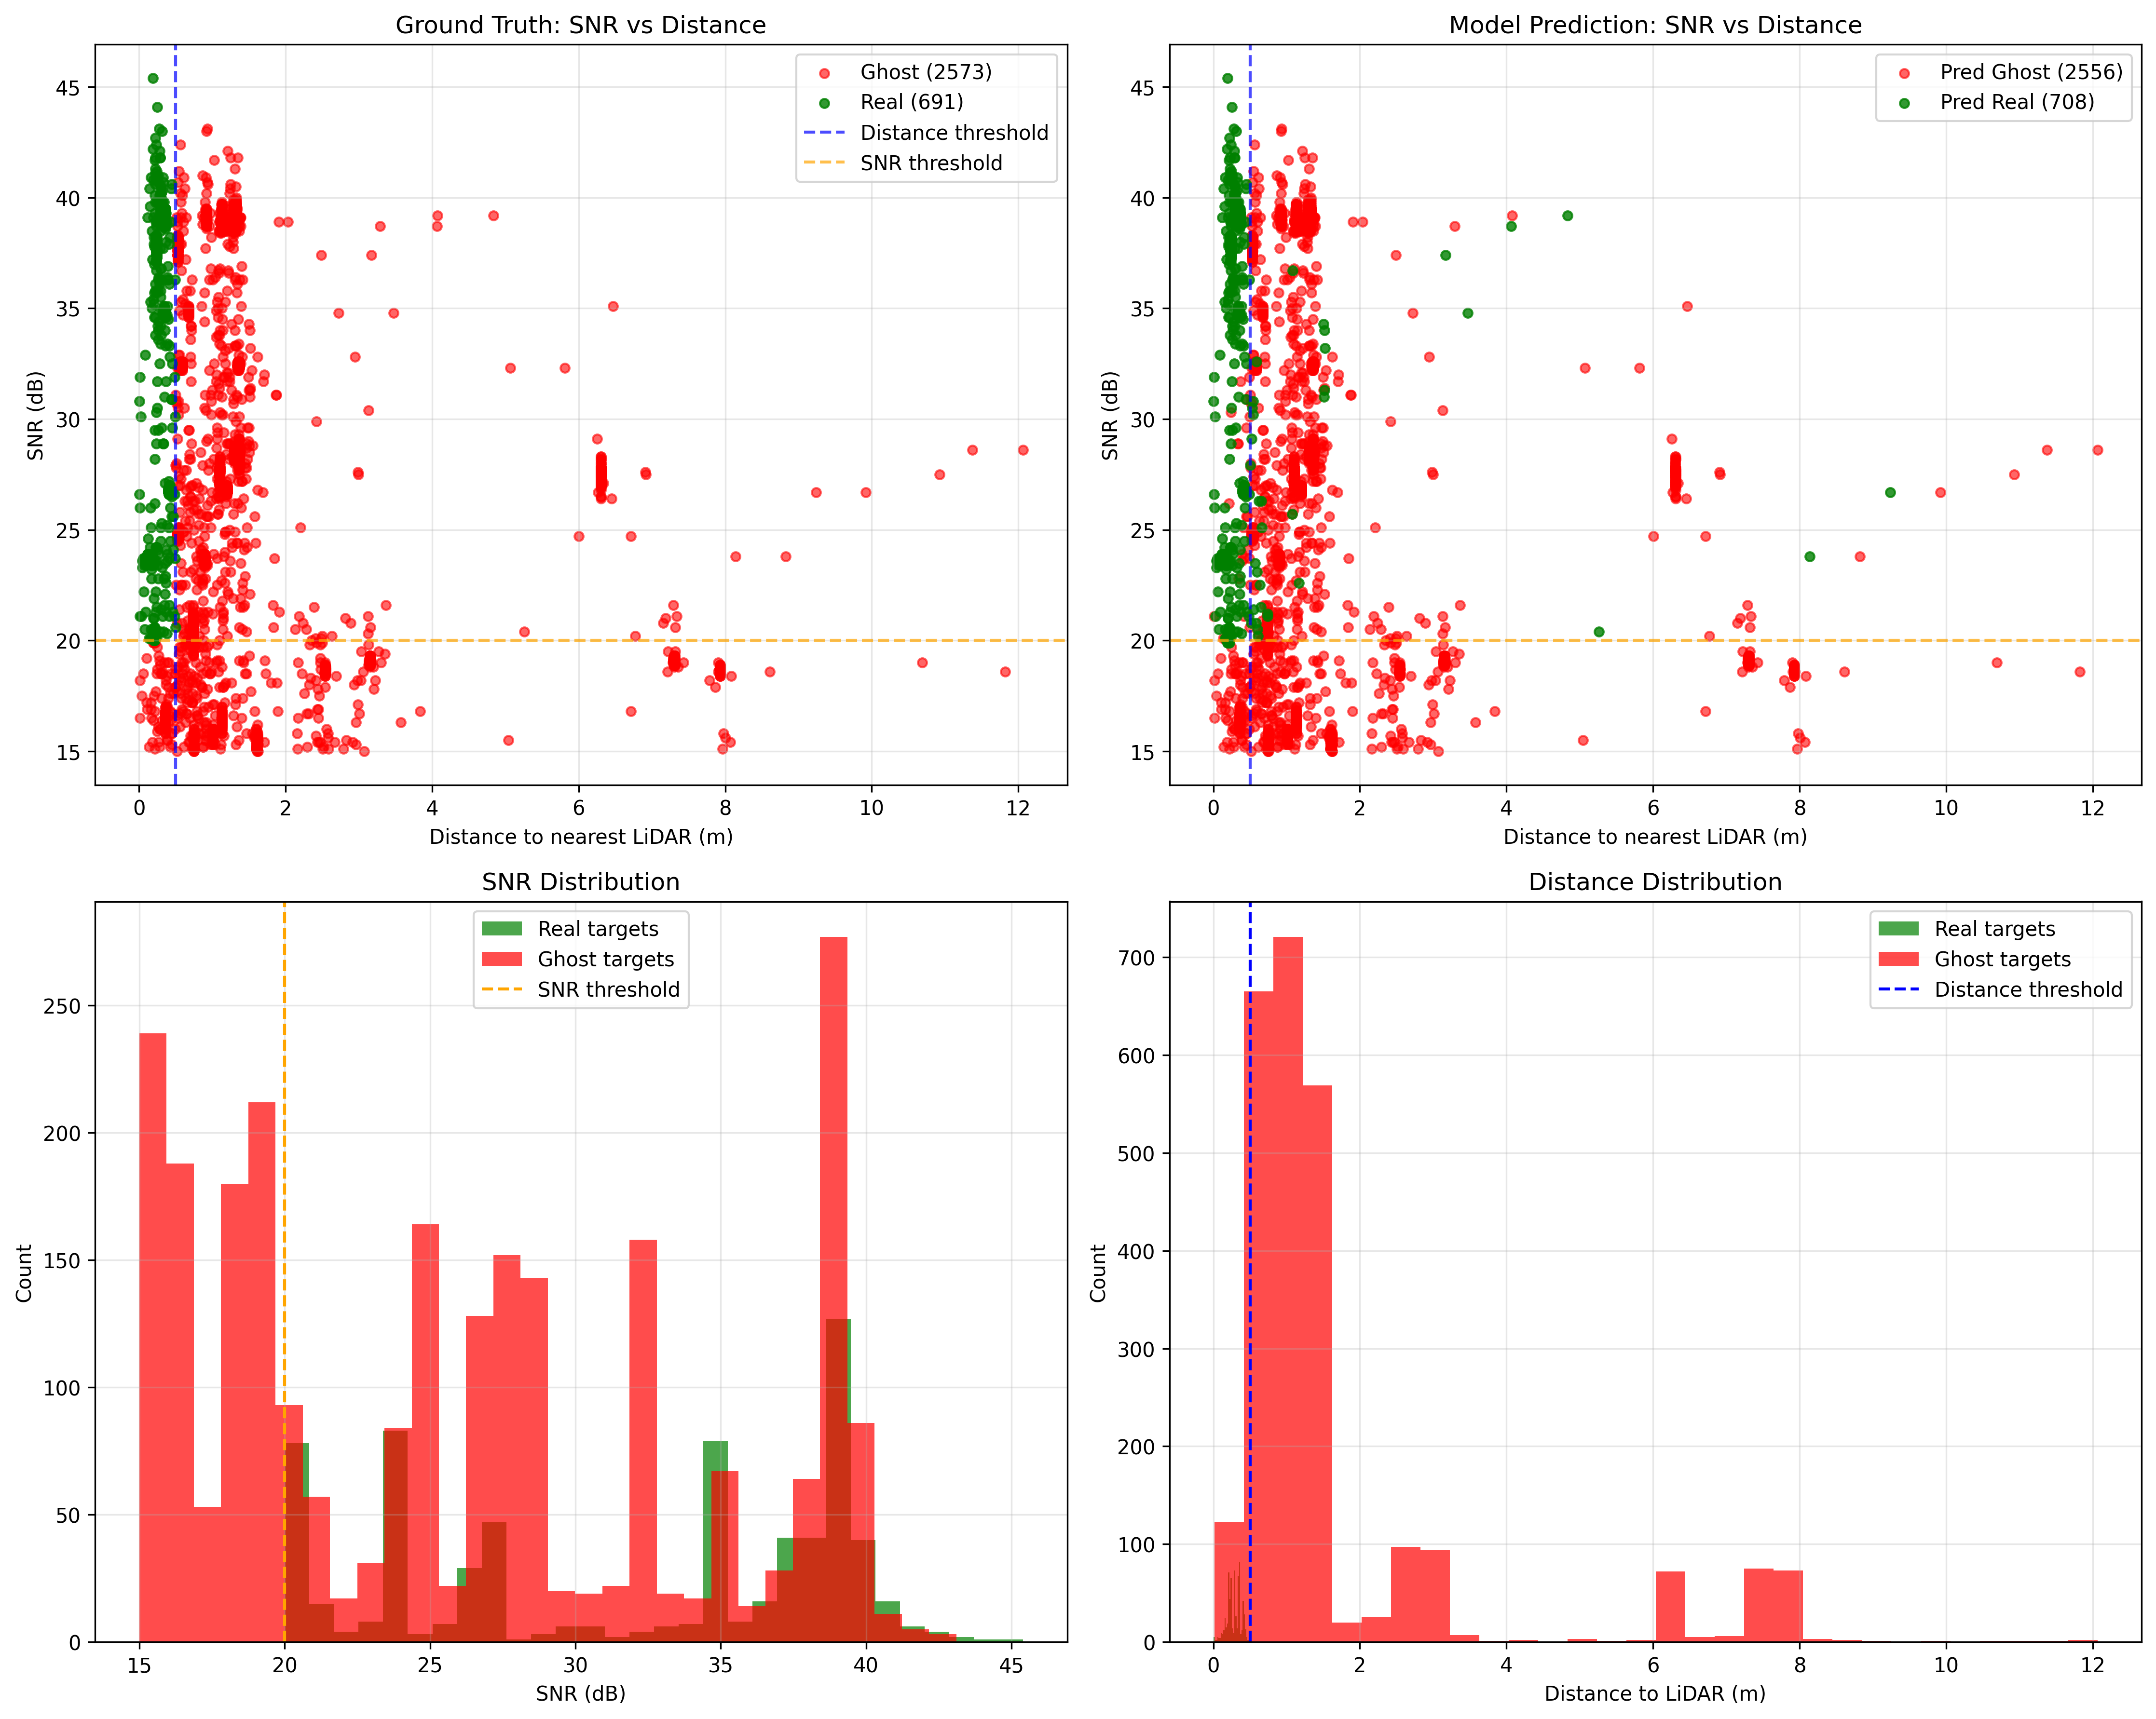 Ground Truth: SNR vs Distance
45
40
35
30
25
20
15
SNR (dB)
0 2 4 6 8 10 12
Distance to nearest LiDAR (m)
Ghost (2573)
Real (691)
Distance threshold
SNR threshold
Model Prediction: SNR vs Distance
45
40
35
30
25
20
15
SNR (dB)
0 2 4 6 8 10 12
Distance to nearest LiDAR (m)
Pred Ghost (2556)
Pred Real (708)
SNR Distribution
250
200
150
100
50
0
Count
15 20 25 30 35 40 45
SNR (dB)
Real targets
Ghost targets
SNR threshold
Distance Distribution
700
600
500
400
300
200
100
0
Count
0 2 4 6 8 10 12
Distance to LiDAR (m)
Real targets
Ghost targets
Distance threshold